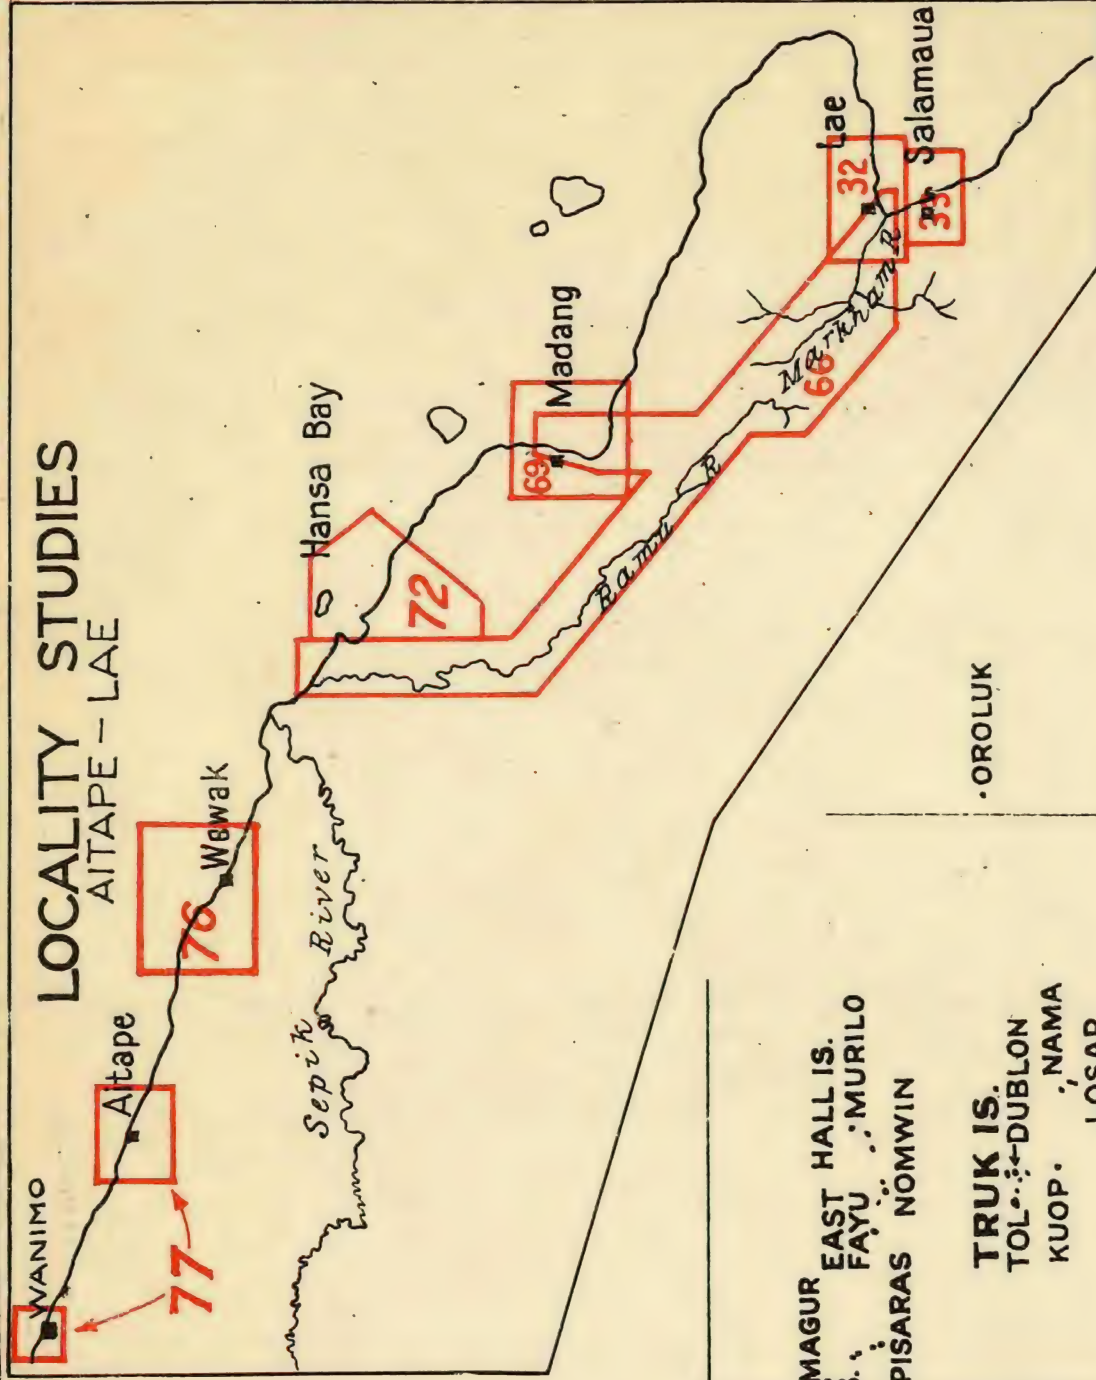 LOCALITY STUDIES
AITAPE – LAE
WANIMO
77
Aitape
76
Wewak
Sepik River
Hansa Bay
72
Ramu R
69
Madang
66
Markham R
32
Lae
Salamaua
MAGUR
EAST HALL IS.
FAYU
MURILO
PISARAS NOMWIN
TRUK IS.
TOL
DUBLON
KUOP
NAMA
LOSAP
OROLUK